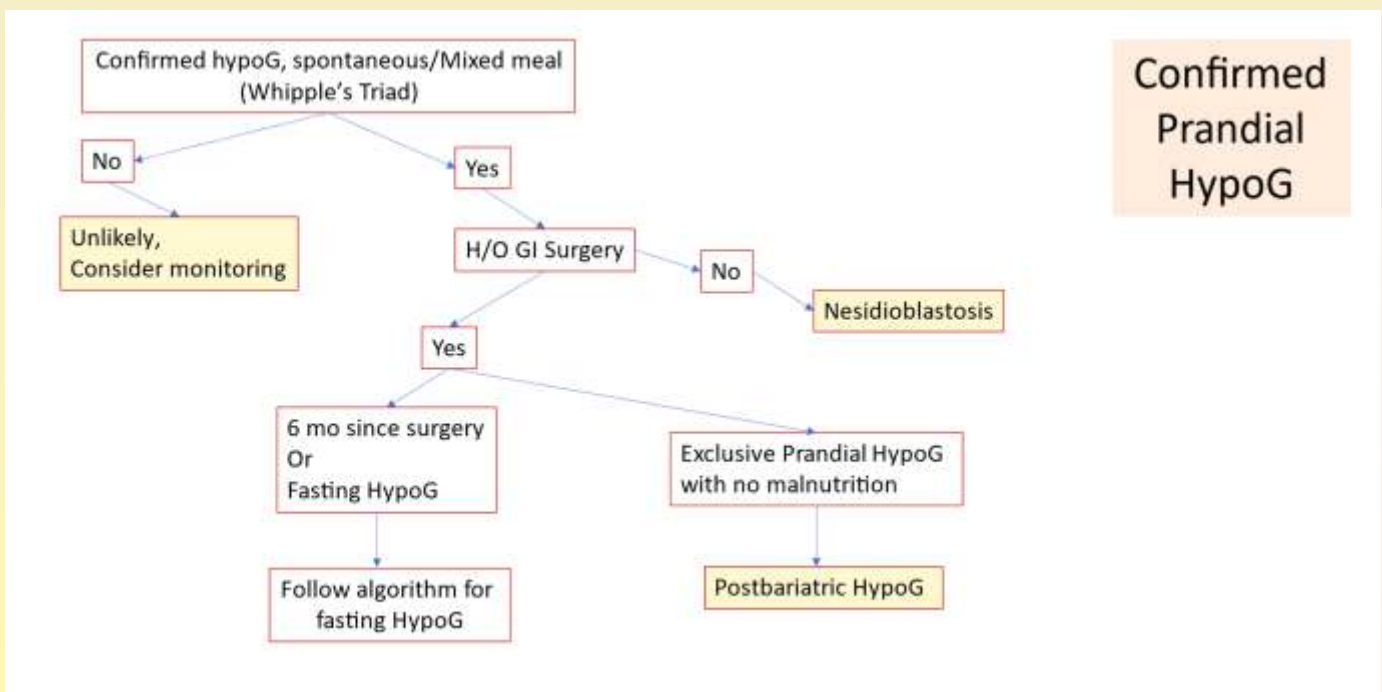 Confirmed hypoG, spontaneous/Mixed meal
(Whipple's Triad)
Confirmed
Prandial
HypoG
No
Yes
Unlikely,
Consider monitoring
H/O GI Surgery
No
Nesidioblastosis
Yes
6 mo since surgery
Or
Fasting HypoG
Exclusive Prandial HypoG
with no malnutrition
Follow algorithm for
fasting HypoG
Postbariatric HypoG